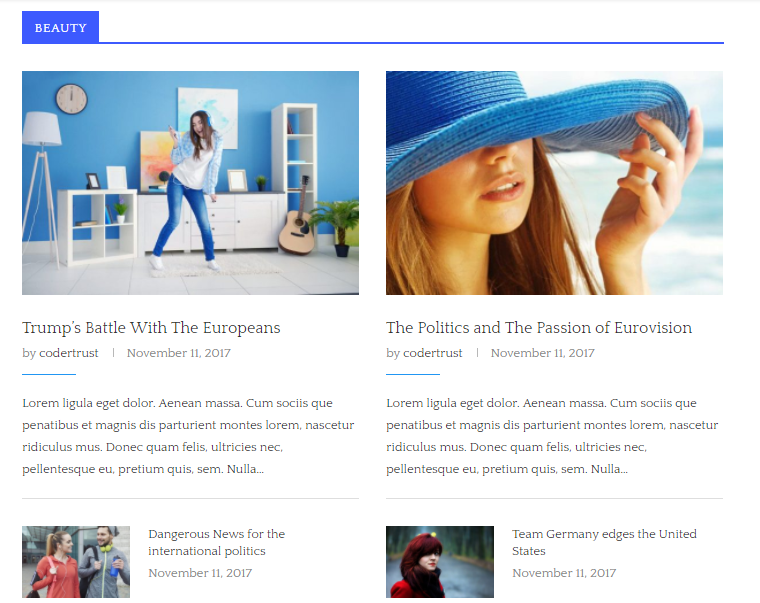 BEAUTY
Trump's Battle With The Europeans
by codertrust | November 11, 2017
Lorem ligula eget dolor. Aenean massa. Cum sociis que
penatibus et magnis dis parturient montes lorem, nascetur
ridiculus mus. Donec quam felis, ultricies nec,
pellentesque eu, pretium quis, sem. Nulla...
Dangerous News for the
international politics
November 11, 2017
The Politics and The Passion of Eurovision
by codertrust | November 11, 2017
Lorem ligula eget dolor. Aenean massa. Cum sociis que
penatibus et magnis dis parturient montes lorem, nascetur
ridiculus mus. Donec quam felis, ultricies nec,
pellentesque eu, pretium quis, sem. Nulla...
Team Germany edges the United
States
November 11, 2017